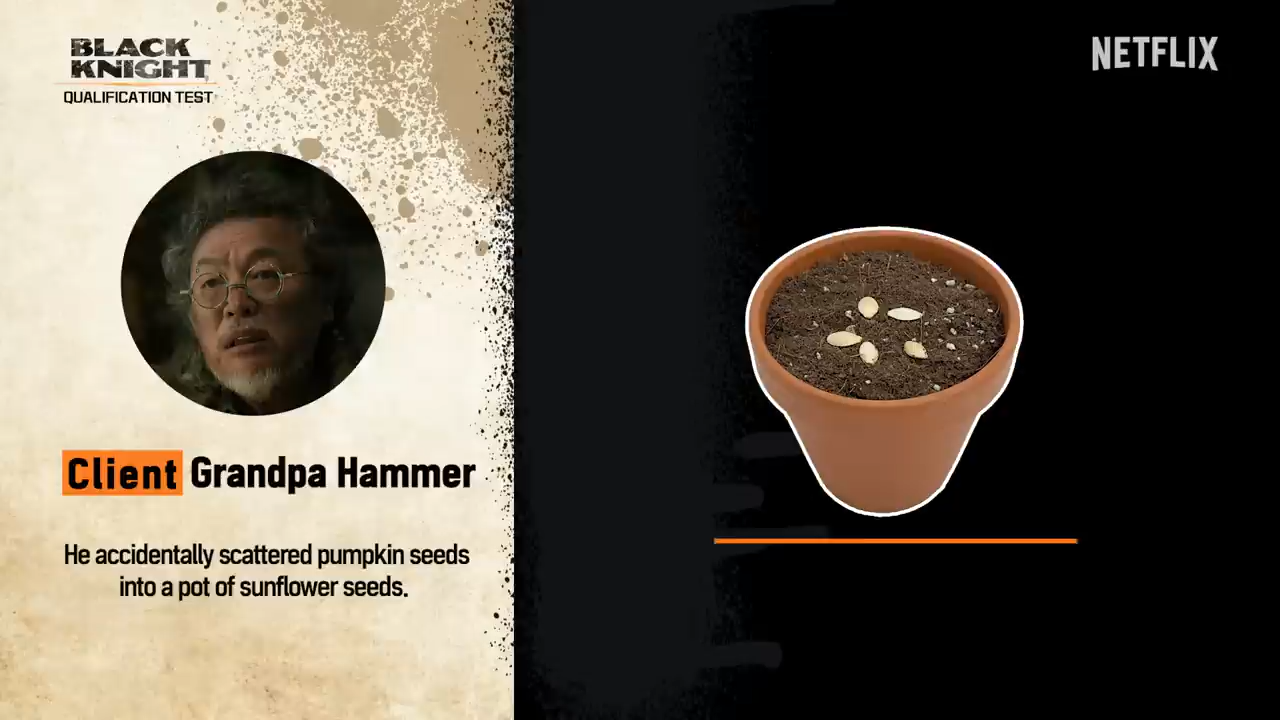 BLACK
KNIGHT
QUALIFICATION TEST
NETFLIX
Client Grandpa Hammer
He accidentally scattered pumpkin seeds
into a pot of sunflower seeds.